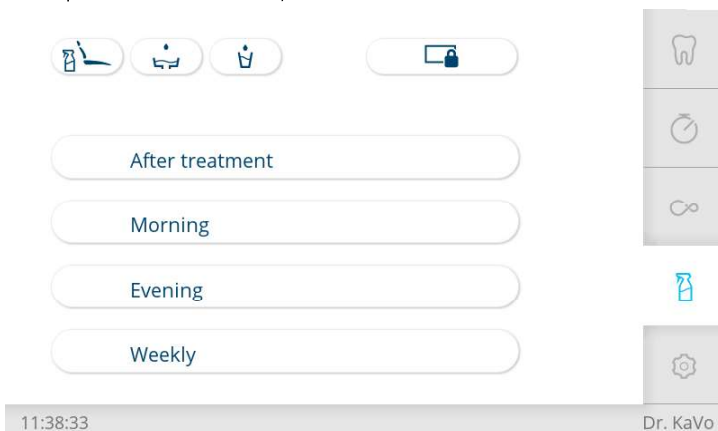 After treatment
Morning
Evening
Weekly
11:38:33
Dr. KaVo